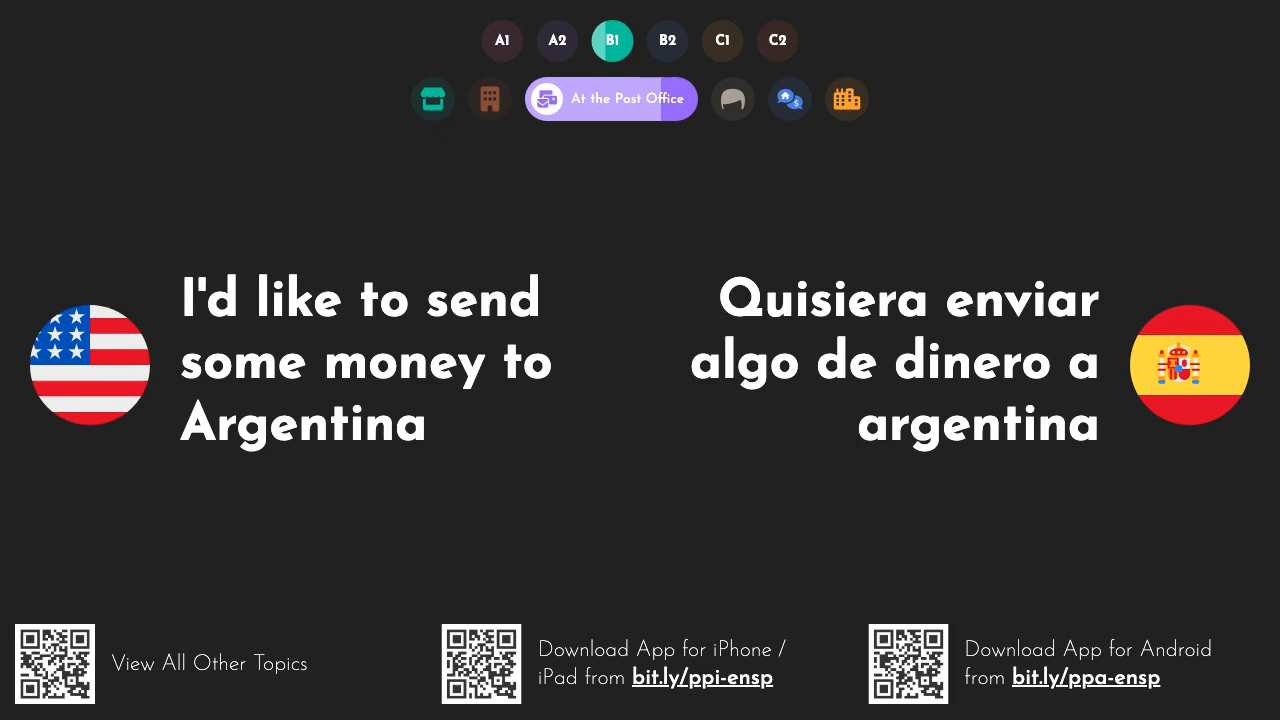 A1 A2 B1 B2 C1 C2
At the Post Office
I'd like to send
some money to
Argentina
Quisiera enviar
algo de dinero a
argentina
View All Other Topics
Download App for iPhone /
iPad from bit.ly/ppi-ensp
Download App for Android
from bit.ly/ppa-ensp